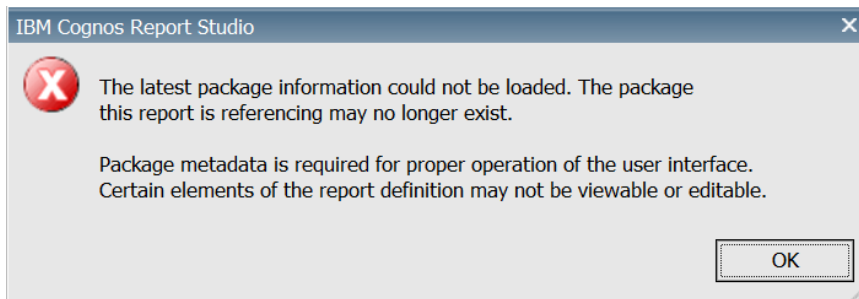 IBM Cognos Report Studio
The latest package information could not be loaded. The package
this report is referencing may no longer exist.
Package metadata is required for proper operation of the user interface.
Certain elements of the report definition may not be viewable or editable.
OK